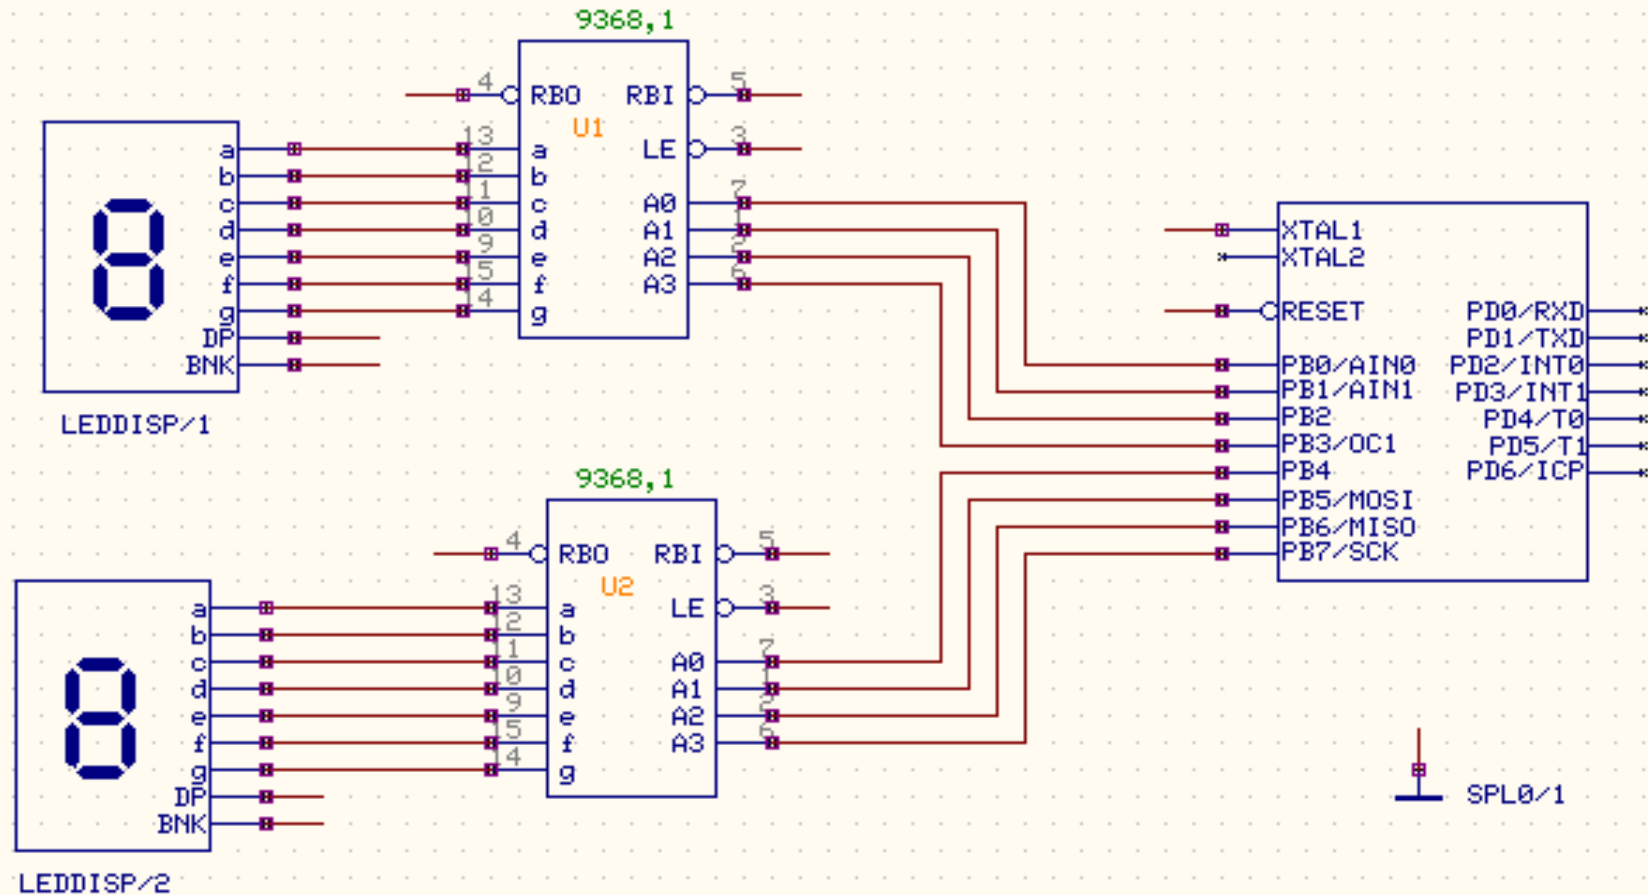 9368,1
4 RBO RBI 5
U1
a 13 a LE 3
b 12 b
c 11 c A0 7
d 10 d A1 1
e 9 e A2 2
f 15 f A3 6
g 14 g
DP
BNK
LEDDISP/1
XTAL1
XTAL2
RESET PD0/RXD
PD1/TXD
PB0/AIN0 PD2/INT0
PB1/AIN1 PD3/INT1
PB2 PD4/T0
PB3/OC1 PD5/T1
PB4 PD6/ICP
PB5/MOSI
PB6/MISO
PB7/SCK
9368,1
4 RBO RBI 5
U2
a 13 a LE 3
b 12 b
c 11 c A0 7
d 10 d A1 1
e 9 e A2 2
f 15 f A3 6
g 14 g
DP
BNK
LEDDISP/2
SPL0/1